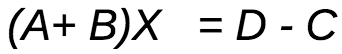 (A+ B)X = D - C